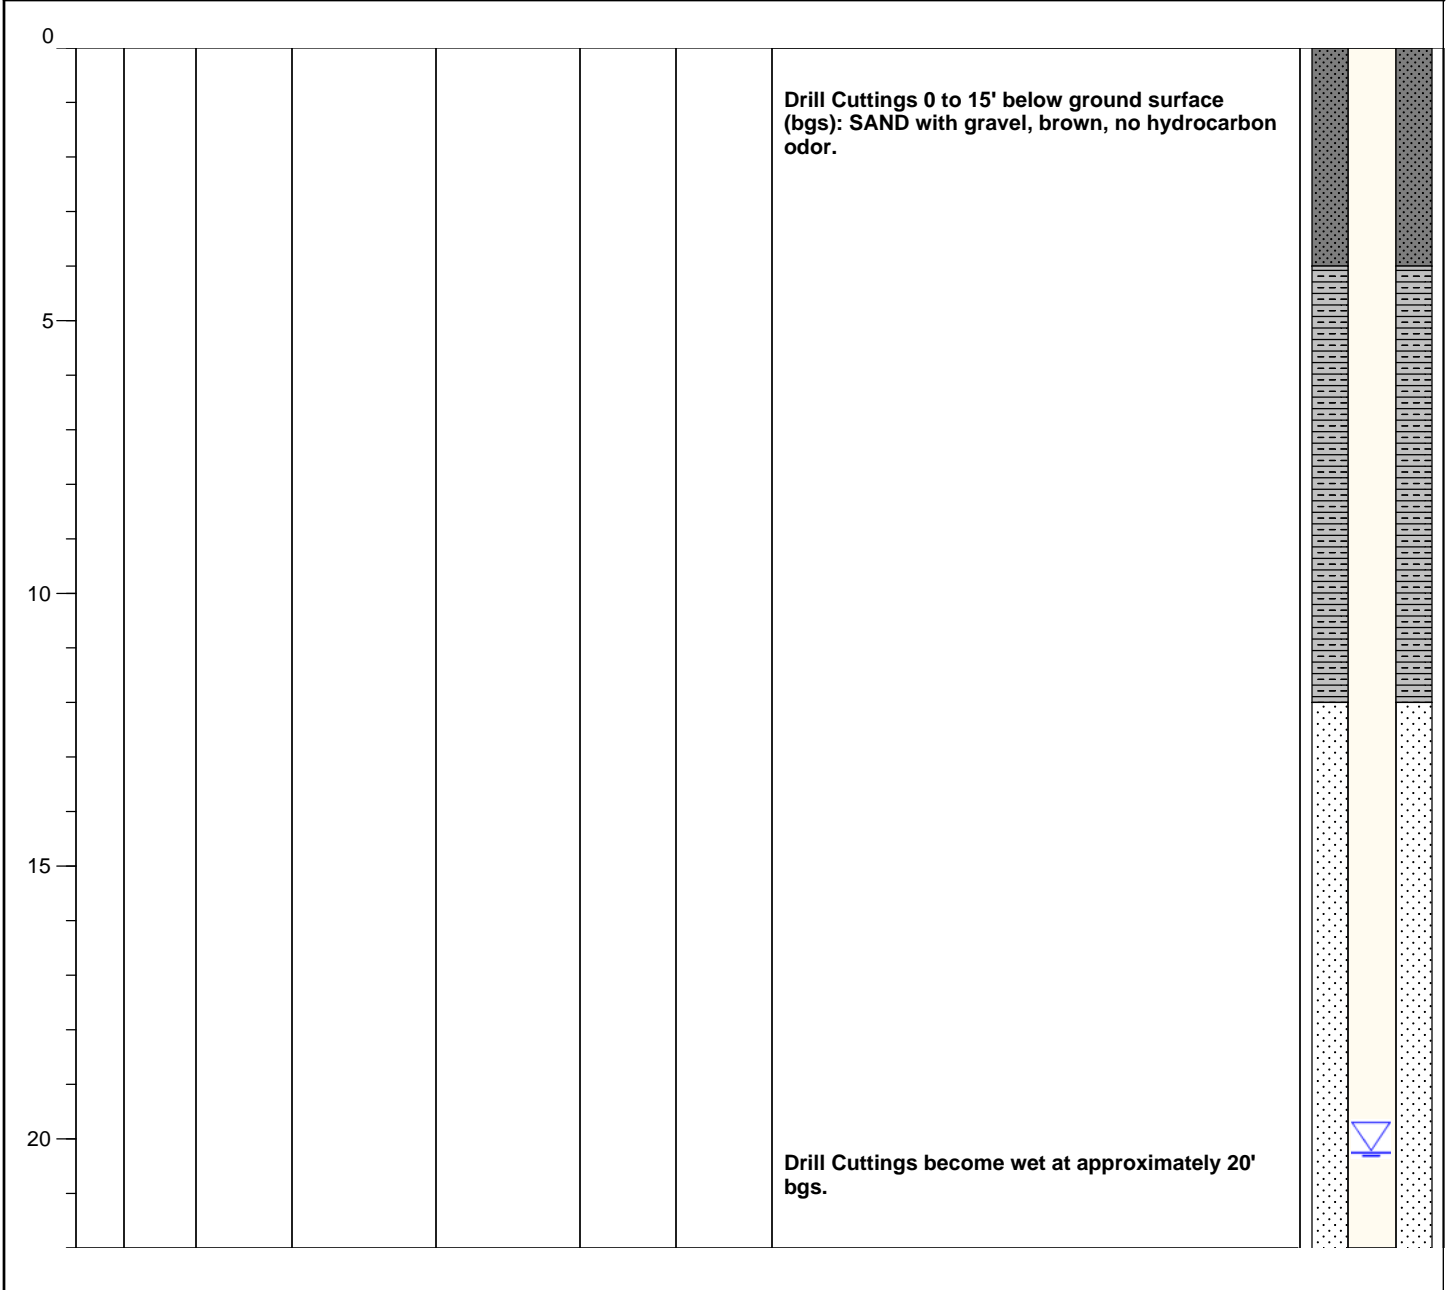 0
Drill Cuttings 0 to 15' below ground surface
(bgs): SAND with gravel, brown, no hydrocarbon
odor.
5
10
15
20
Drill Cuttings become wet at approximately 20'
bgs.